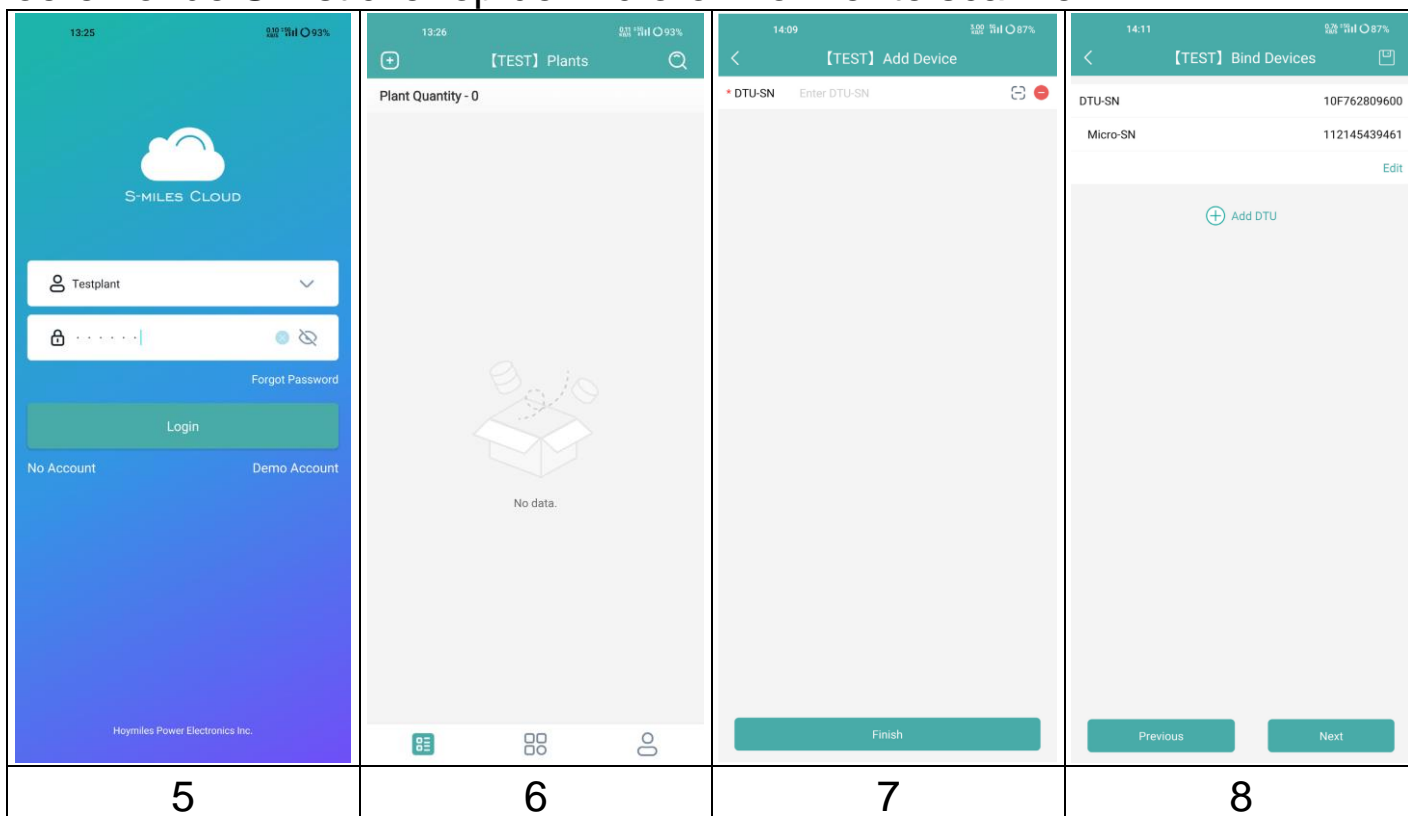 13:25
93%
S-MILES CLOUD
Testplant
Forgot Password
Login
No Account
Demo Account
Hoymiles Power Electronics Inc.
5
13:26
93%
【TEST】 Plants
Plant Quantity - 0
No data.
6
14:09
87%
【TEST】 Add Device
* DTU-SN Enter DTU-SN
Finish
7
14:11
87%
【TEST】 Bind Devices
DTU-SN 10F762809600
Micro-SN 112145439461
Edit
Add DTU
Previous Next
8